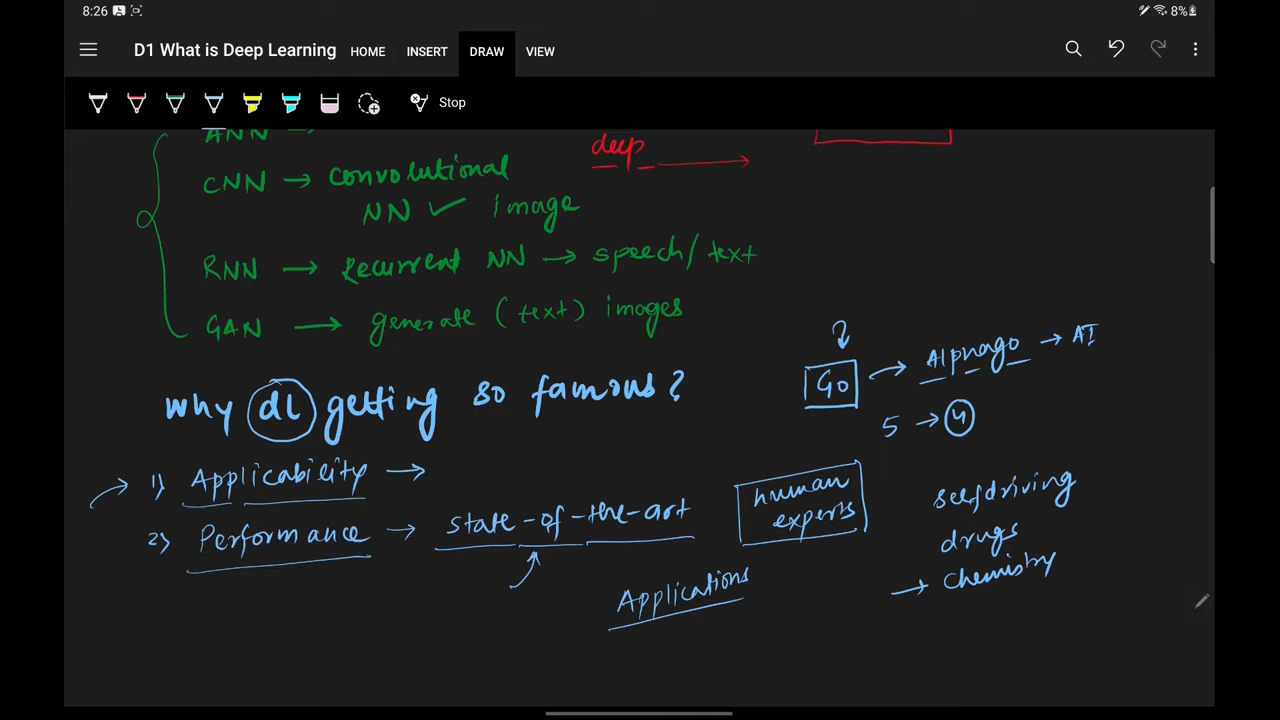 8:26
8%
D1 What is Deep Learning HOME INSERT DRAW VIEW
Stop
ANN →
deep →
CNN → convolutional
NN ✓ image
RNN → recurrent NN → speech/text
GAN → generate (text) images
Go → Alphago → AI
5 → 4
Why dl getting so famous?
→ 1) Applicability →
2) Performance → state-of-the-art
human
experts
selfdriving
drugs
→ chemistry
Applications